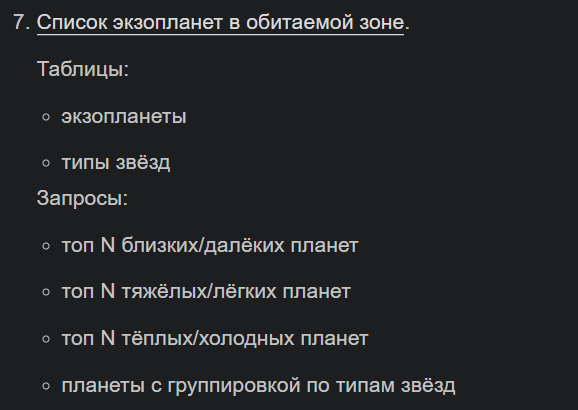 7. Список экзопланет в обитаемой зоне.
Таблицы:
экзопланеты
типы звёзд
Запросы:
топ N близких/далёких планет
топ N тяжёлых/лёгких планет
топ N тёплых/холодных планет
планеты с группировкой по типам звёзд